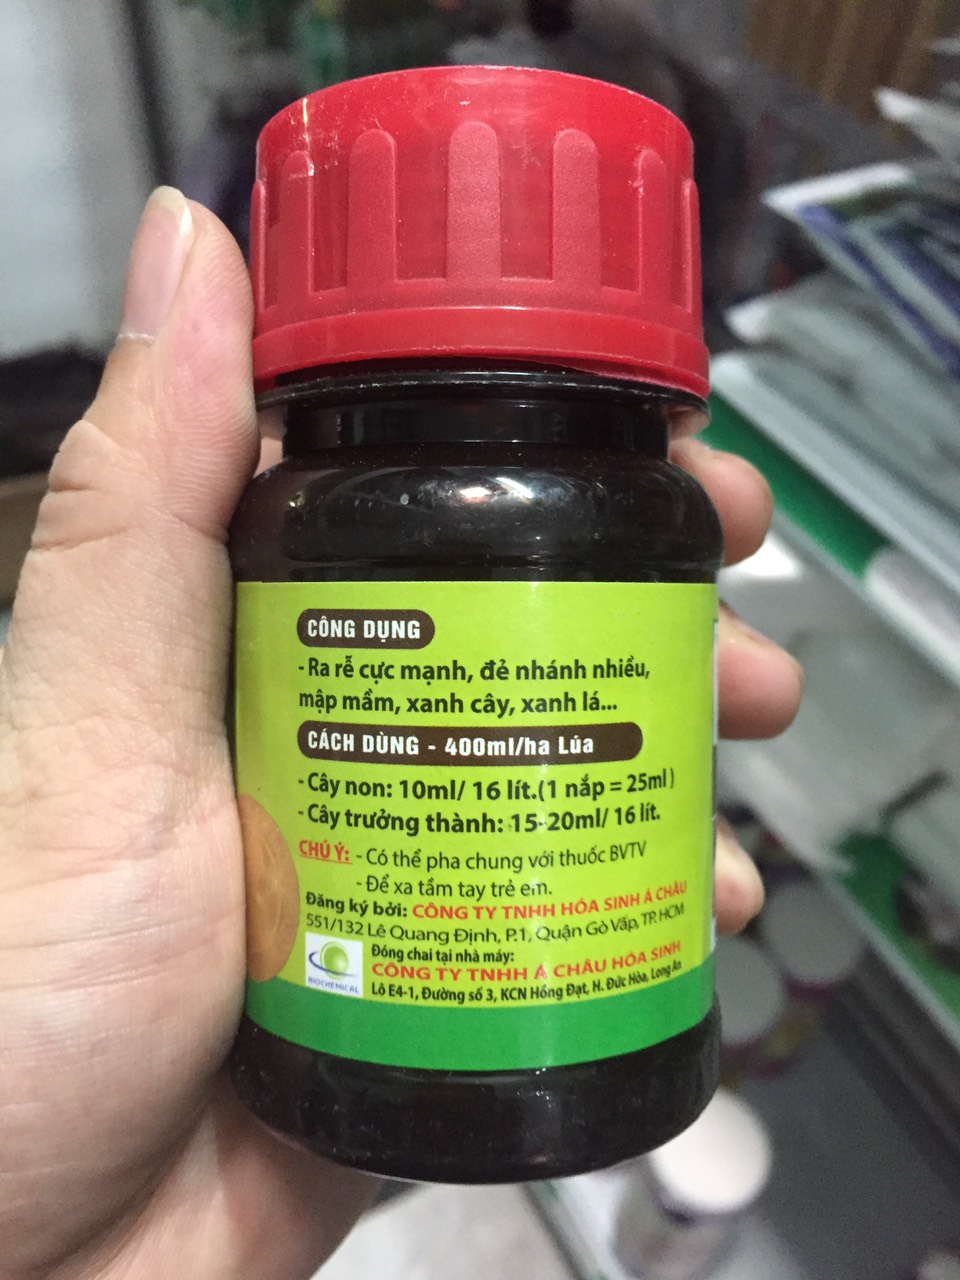 CÔNG DỤNG
- Ra rễ cực mạnh, đẻ nhánh nhiều,
mập mầm, xanh cây, xanh lá...
CÁCH DÙNG - 400ml/ha Lúa
- Cây non: 10ml/ 16 lít.(1 nắp = 25ml )
- Cây trưởng thành: 15-20ml/ 16 lít.
CHÚ Ý: - Có thể pha chung với thuốc BVTV
- Để xa tầm tay trẻ em.
Đăng ký bởi: CÔNG TY TNHH HÓA SINH Á CHÂU
551/132 Lê Quang Định, P.1, Quận Gò Vấp, TP. HCM
Đóng chai tại nhà máy:
CÔNG TY TNHH Á CHÂU HÓA SINH
Lô E4-1, Đường số 3, KCN Hồng Đạt, H. Đức Hòa, Long An
BIOCHEMICAL